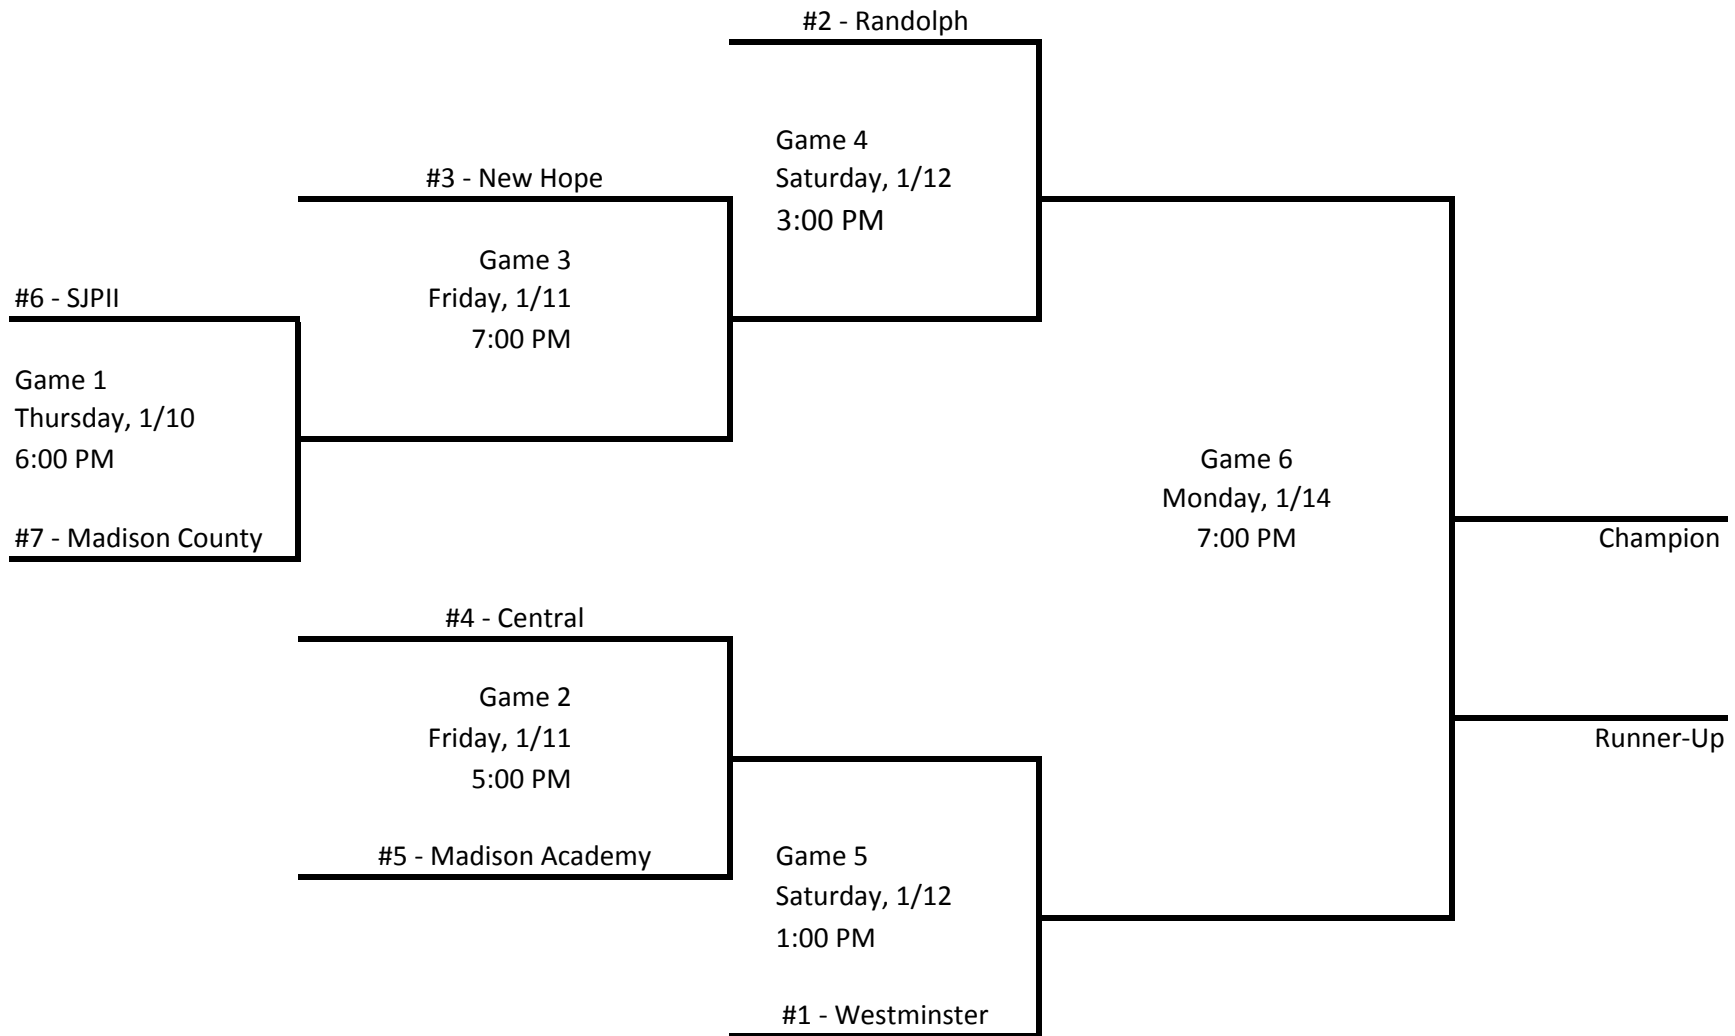 #2 - Randolph
Game 4
Saturday, 1/12
3:00 PM
#3 - New Hope
Game 3
Friday, 1/11
7:00 PM
#6 - SJPII
Game 1
Thursday, 1/10
6:00 PM
#7 - Madison County
Game 6
Monday, 1/14
7:00 PM
Champion
#4 - Central
Game 2
Friday, 1/11
5:00 PM
#5 - Madison Academy
Runner-Up
Game 5
Saturday, 1/12
1:00 PM
#1 - Westminster